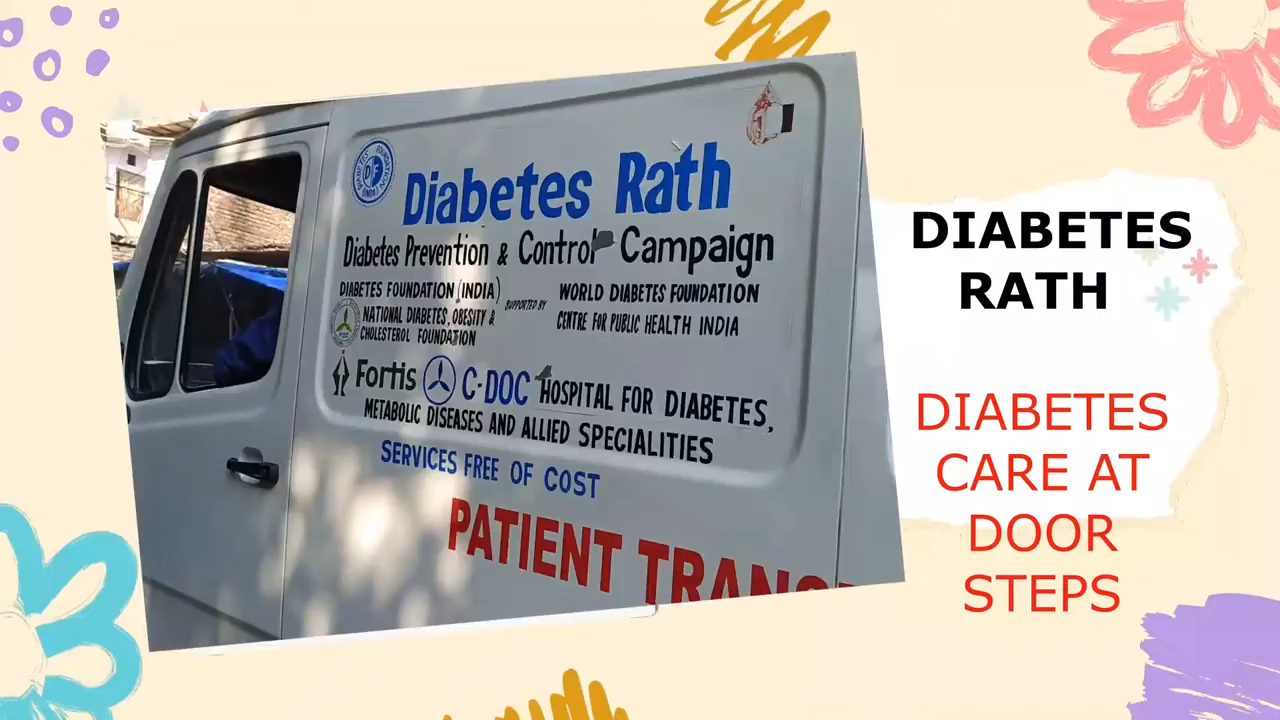 Diabetes Rath
Diabetes Prevention & Control Campaign
DIABETES FOUNDATION (INDIA)
NATIONAL DIABETES, OBESITY &
CHOLESTEROL FOUNDATION
SUPPORTED BY
WORLD DIABETES FOUNDATION
CENTRE FOR PUBLIC HEALTH INDIA
Fortis C-DOC HOSPITAL FOR DIABETES,
METABOLIC DISEASES AND ALLIED SPECIALITIES
SERVICES FREE OF COST
PATIENT TRANS
DIABETES
RATH
DIABETES
CARE AT
DOOR
STEPS